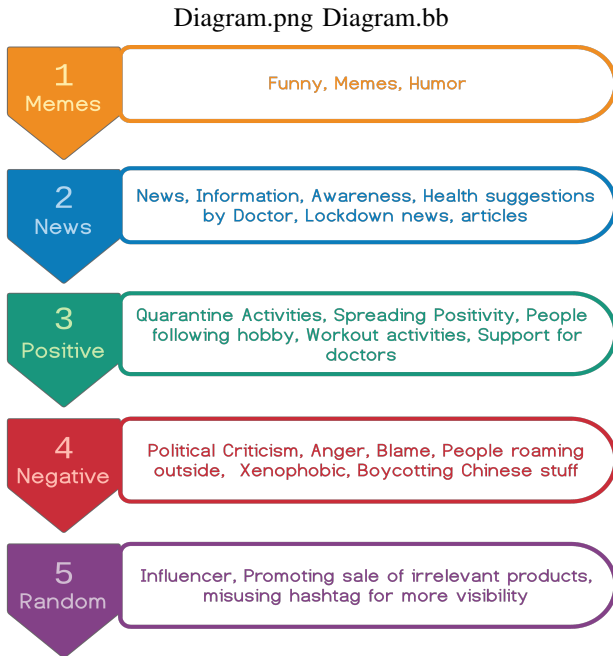 Diagram.png Diagram.bb
1
Memes
Funny, Memes, Humor
2
News
News, Information, Awareness, Health suggestions
by Doctor, Lockdown news, articles
3
Positive
Quarantine Activities, Spreading Positivity, People
following hobby, Workout activities, Support for
doctors
4
Negative
Political Criticism, Anger, Blame, People roaming
outside,  Xenophobic, Boycotting Chinese stuff
5
Random
Influencer, Promoting sale of irrelevant products,
misusing hashtag for more visibility